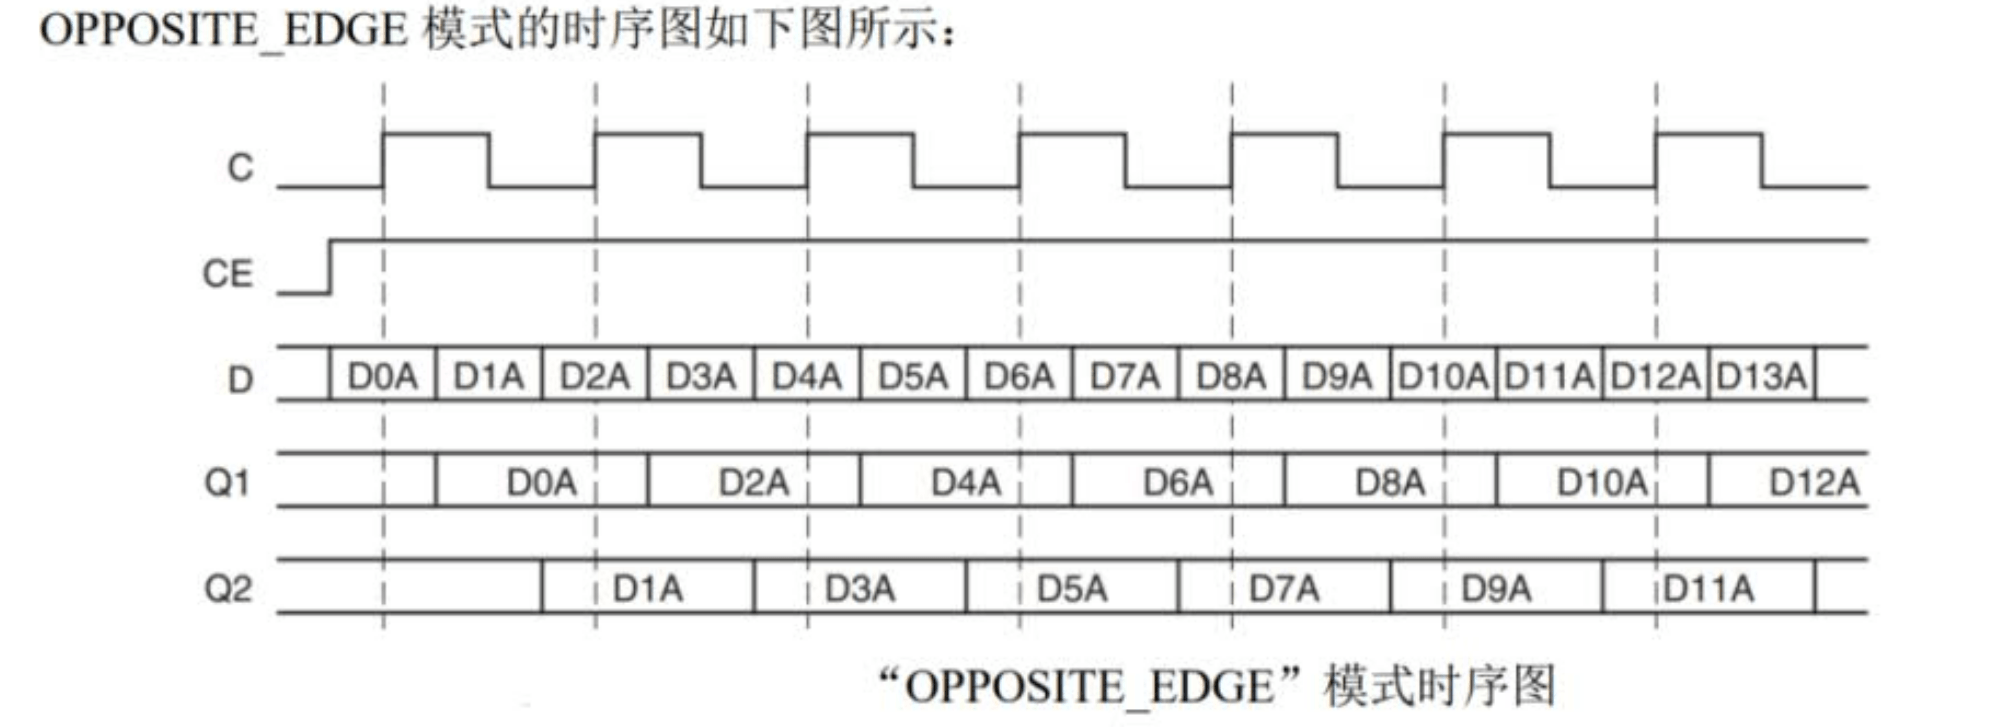 OPPOSITE_EDGE 模式的时序图如下图所示：
C
CE
D D0A D1A D2A D3A D4A D5A D6A D7A D8A D9A D10A D11A D12A D13A
Q1 D0A D2A D4A D6A D8A D10A D12A
Q2 D1A D3A D5A D7A D9A D11A
“OPPOSITE_EDGE”模式时序图